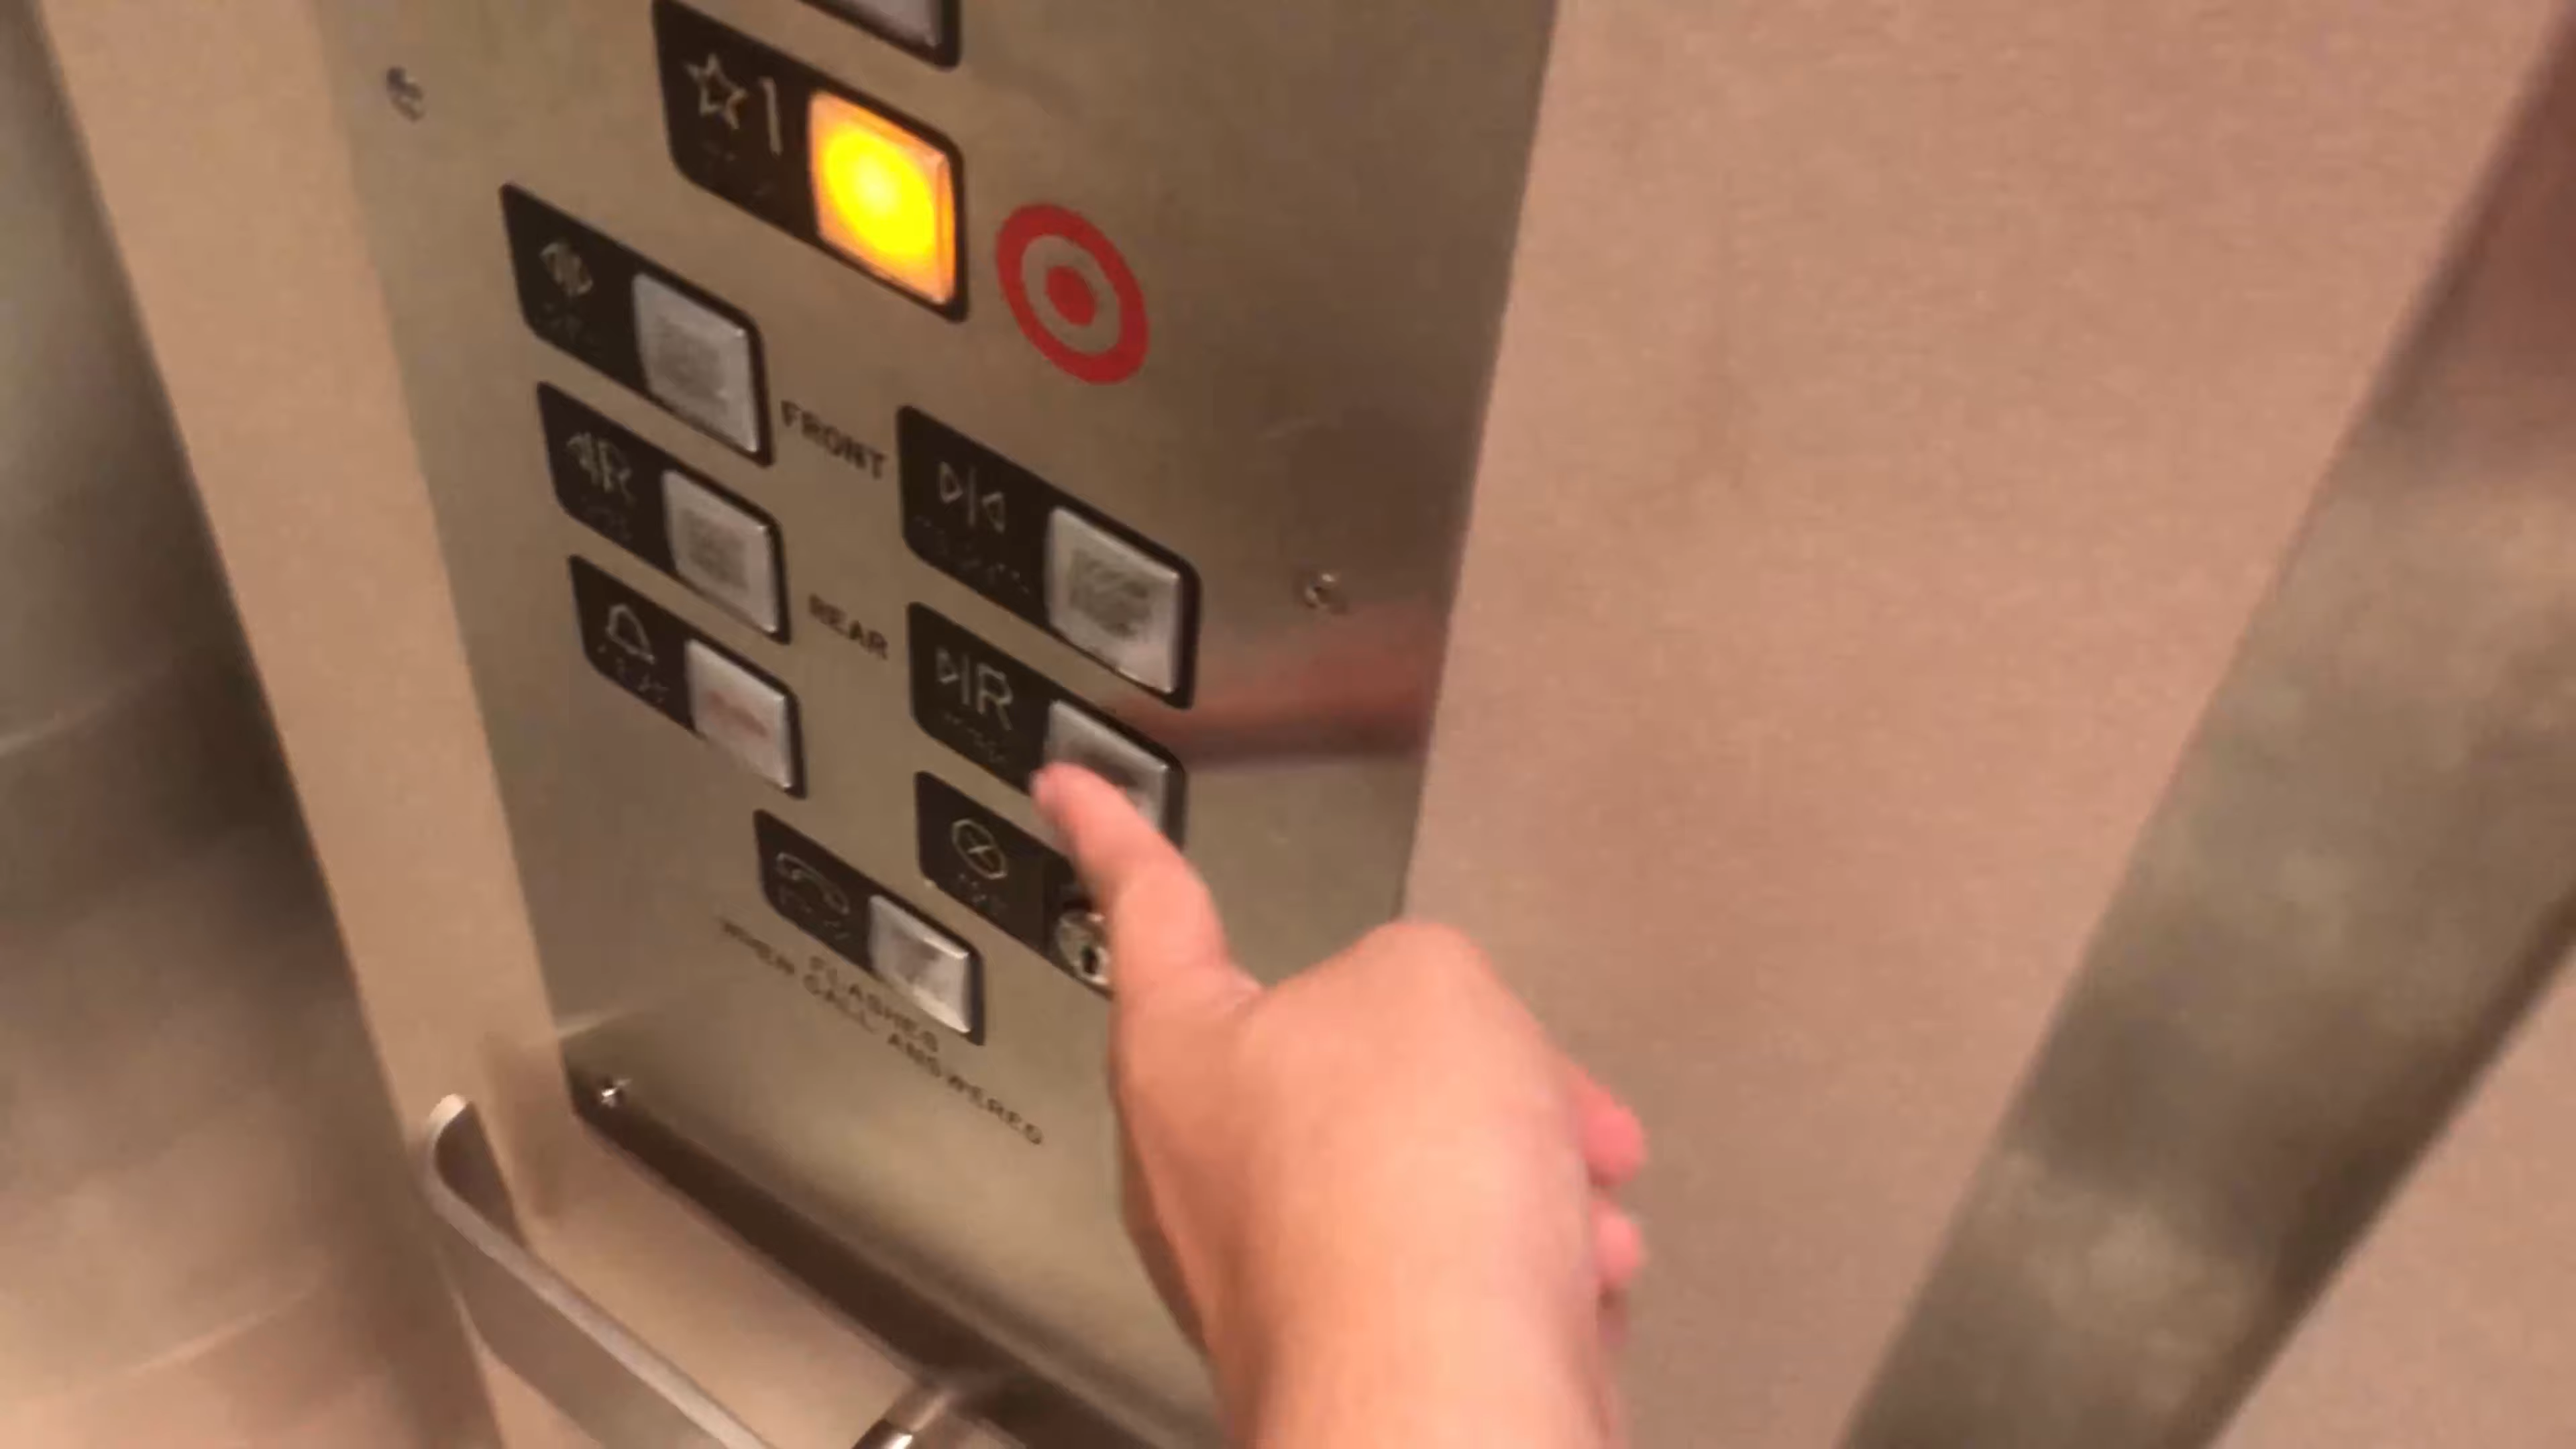 ☆1
FRONT
R
REAR
R
FLASHES
WHEN CALL ANSWERED